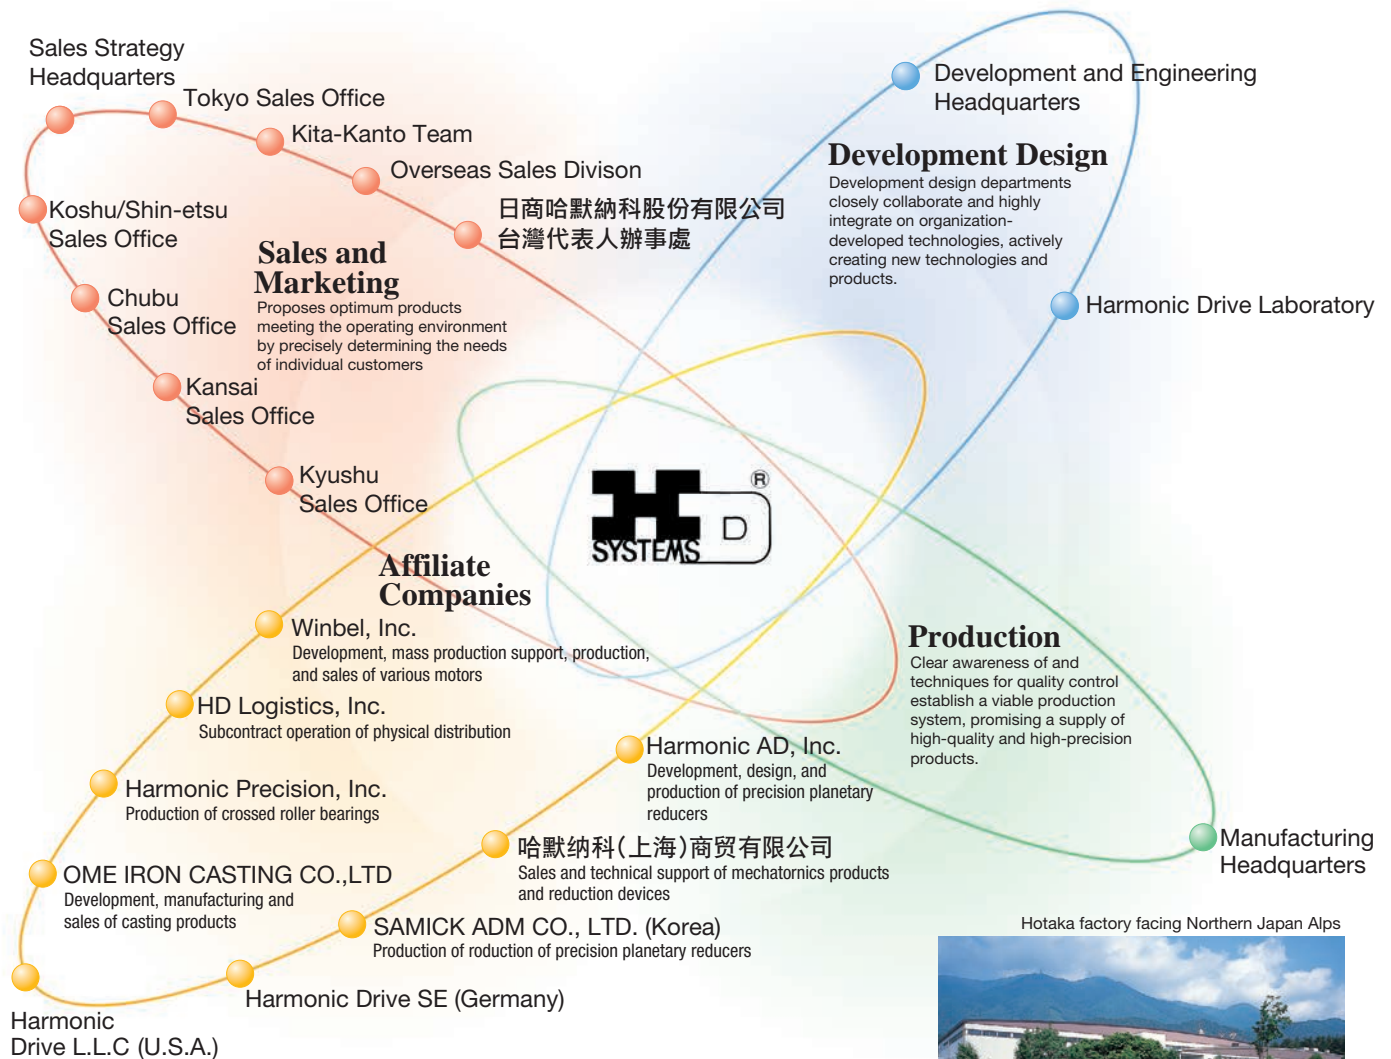 Sales Strategy
Headquarters
Tokyo Sales Office
Kita-Kanto Team
Overseas Sales Divison
日商哈默納科股份有限公司
台灣代表人辦事處
Koshu/Shin-etsu
Sales Office
Chubu
Sales Office
Kansai
Sales Office
Kyushu
Sales Office
Sales and
Marketing
Proposes optimum products
meeting the operating environment
by precisely determining the needs
of individual customers
Development and Engineering
Headquarters
Development Design
Development design departments
closely collaborate and highly
integrate on organization-
developed technologies, actively
creating new technologies and
products.
Harmonic Drive Laboratory
HD
SYSTEMS
®
Affiliate
Companies
Winbel, Inc.
Development, mass production support, production,
and sales of various motors
HD Logistics, Inc.
Subcontract operation of physical distribution
Harmonic Precision, Inc.
Production of crossed roller bearings
OME IRON CASTING CO.,LTD
Development, manufacturing and
sales of casting products
Harmonic
Drive L.L.C (U.S.A.)
Harmonic Drive SE (Germany)
SAMICK ADM CO., LTD. (Korea)
Production of roduction of precision planetary reducers
哈默纳科（上海）商贸有限公司
Sales and technical support of mechatornics products
and reduction devices
Harmonic AD, Inc.
Development, design, and
production of precision planetary
reducers
Production
Clear awareness of and
techniques for quality control
establish a viable production
system, promising a supply of
high-quality and high-precision
products.
Manufacturing
Headquarters
Hotaka factory facing Northern Japan Alps